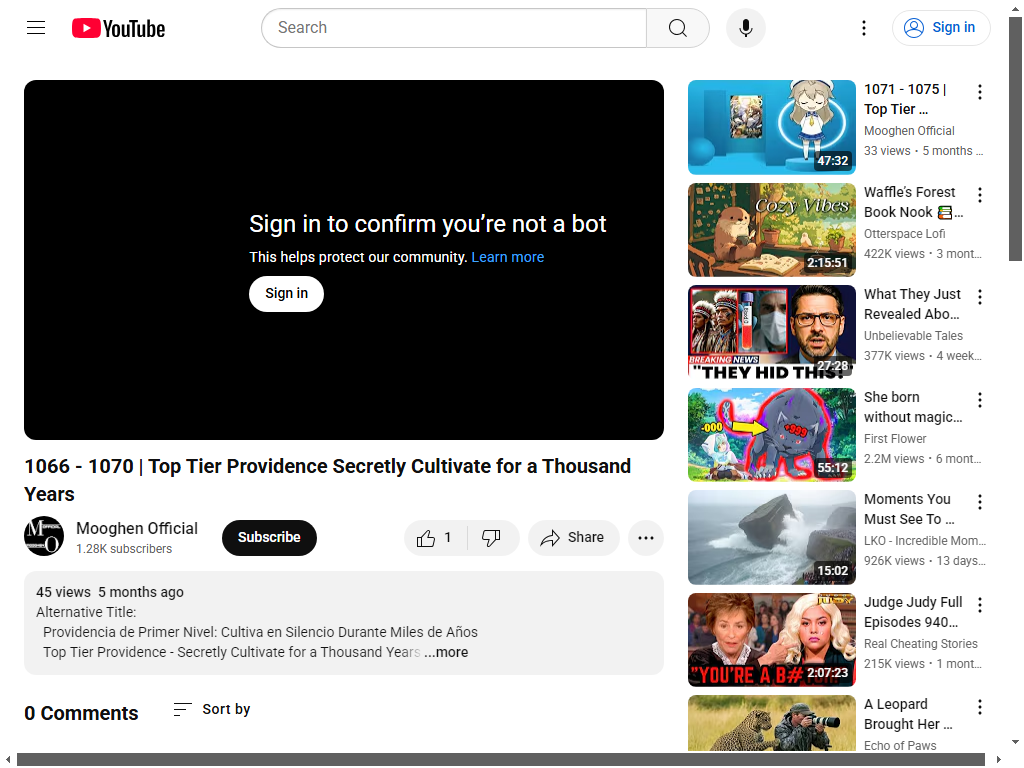 YouTube
Search
Sign in
Sign in to confirm you’re not a bot
This helps protect our community. Learn more
Sign in
1066 - 1070 | Top Tier Providence Secretly Cultivate for a Thousand
Years
Mooghen Official
1.28K subscribers
Subscribe
1
Share
45 views 5 months ago
Alternative Title:
Providencia de Primer Nivel: Cultiva en Silencio Durante Miles de Años
Top Tier Providence - Secretly Cultivate for a Thousand Years ...more
0 Comments
Sort by
47:32
1071 - 1075 |
Top Tier ...
Mooghen Official
33 views • 5 months ...
Cozy Vibes
2:15:51
Waffle's Forest
Book Nook 📚...
Otterspace Lofi
422K views • 3 mont...
BREAKING NEWS
"THEY HID THIS!"
27:28
What They Just
Revealed Abo...
Unbelievable Tales
377K views • 4 week...
-000
+999
55:12
She born
without magic...
First Flower
2.2M views • 6 mont...
15:02
Moments You
Must See To ...
LKO - Incredible Mom...
926K views • 13 days...
"YOU'RE A B#
2:07:23
Judge Judy Full
Episodes 940...
Real Cheating Stories
215K views • 1 mont...
A Leopard
Brought Her ...
Echo of Paws